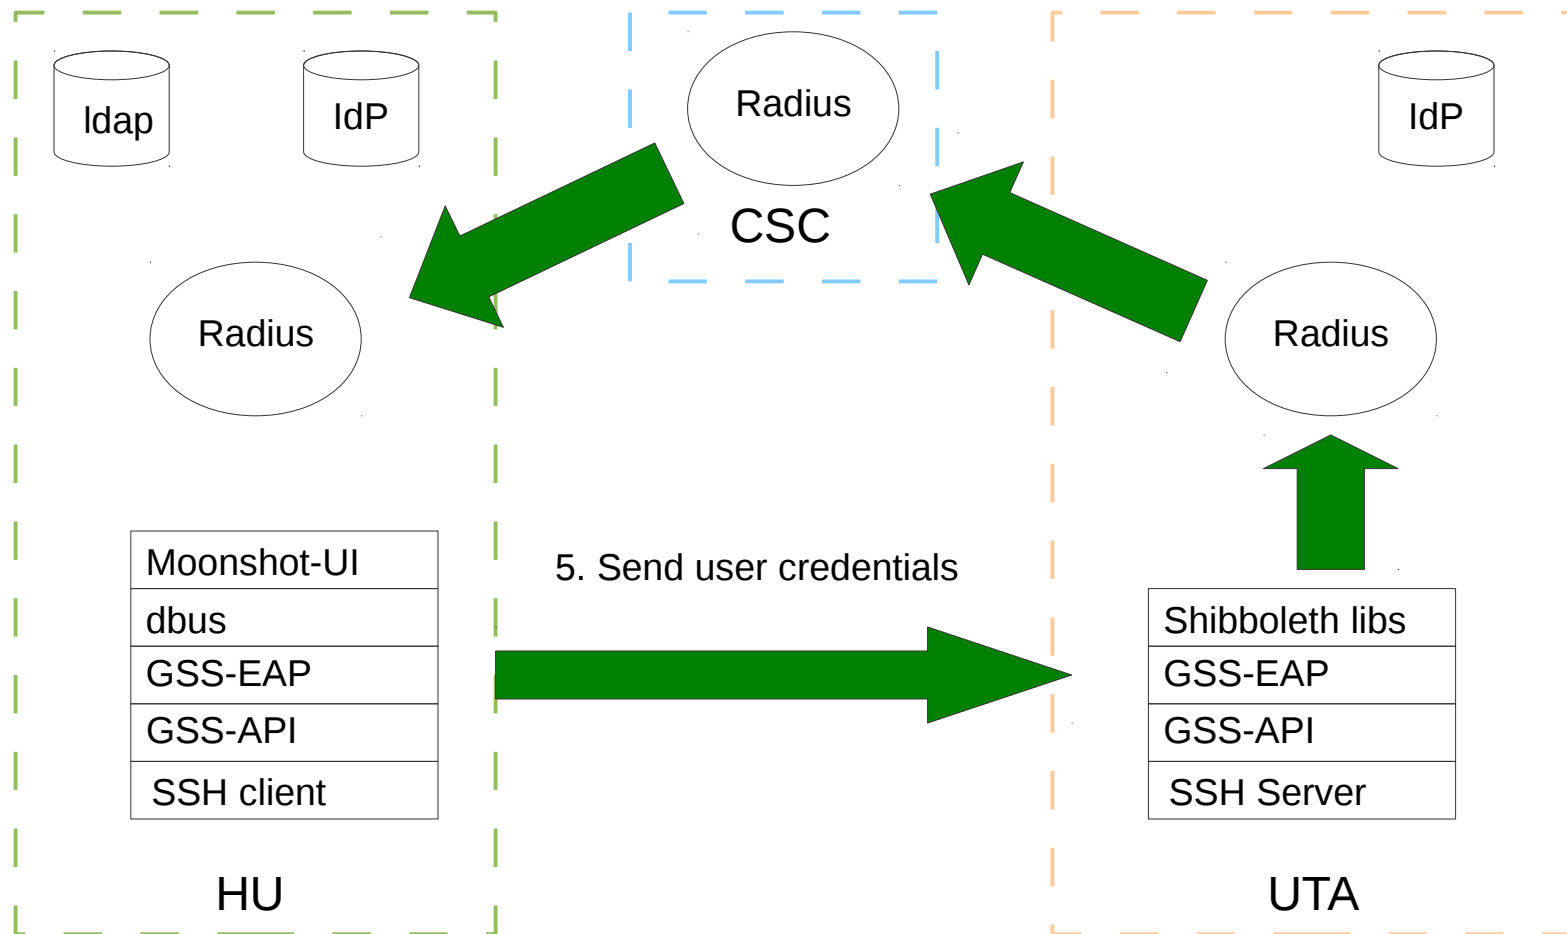 ldap
IdP
Radius
IdP
CSC
Radius
Radius
Moonshot-UI
dbus
GSS-EAP
GSS-API
SSH client
5. Send user credentials
Shibboleth libs
GSS-EAP
GSS-API
SSH Server
HU
UTA